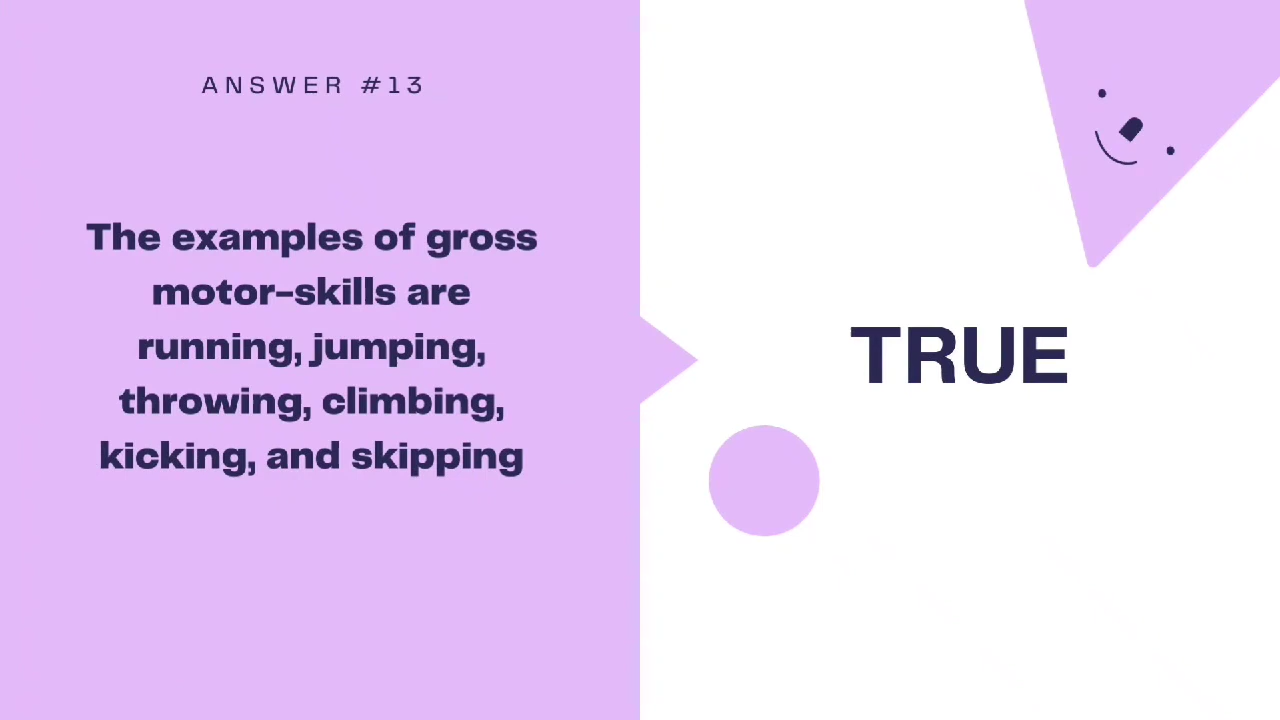 ANSWER #13
The examples of gross
motor-skills are
running, jumping,
throwing, climbing,
kicking, and skipping
TRUE